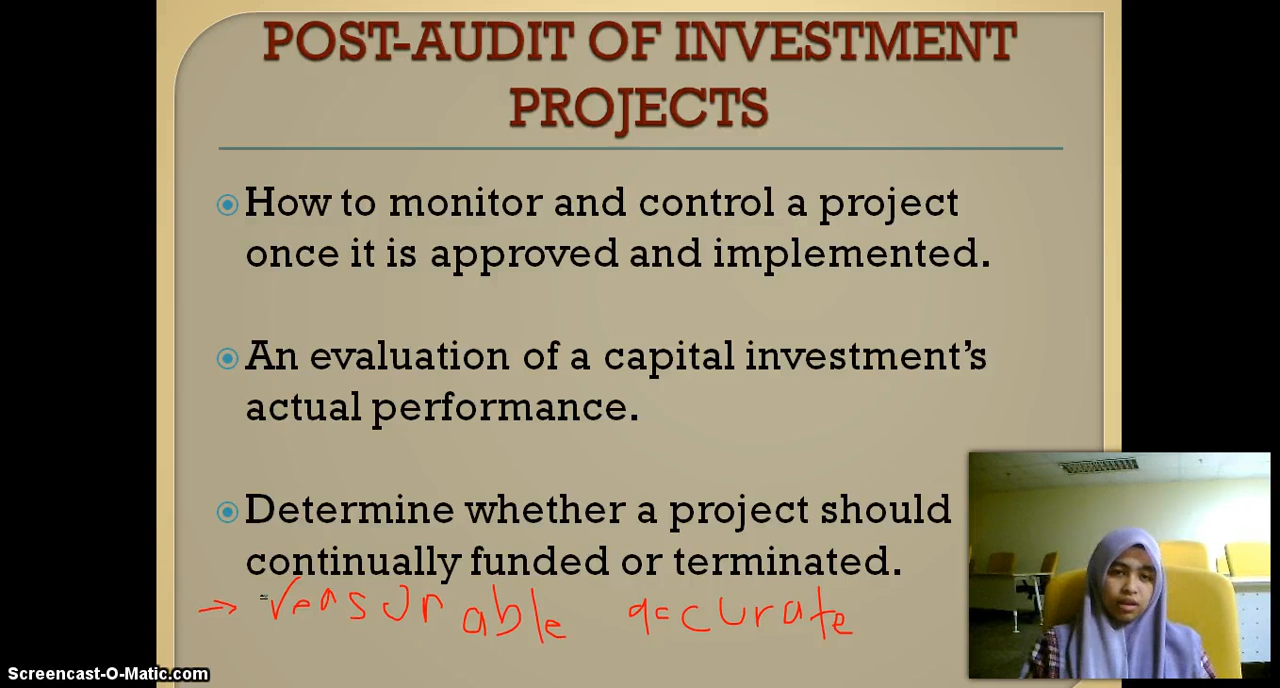 POST-AUDIT OF INVESTMENT
PROJECTS
How to monitor and control a project
once it is approved and implemented.
An evaluation of a capital investment's
actual performance.
Determine whether a project should
continually funded or terminated.
→ reasurable accurate
Screencast-O-Matic.com